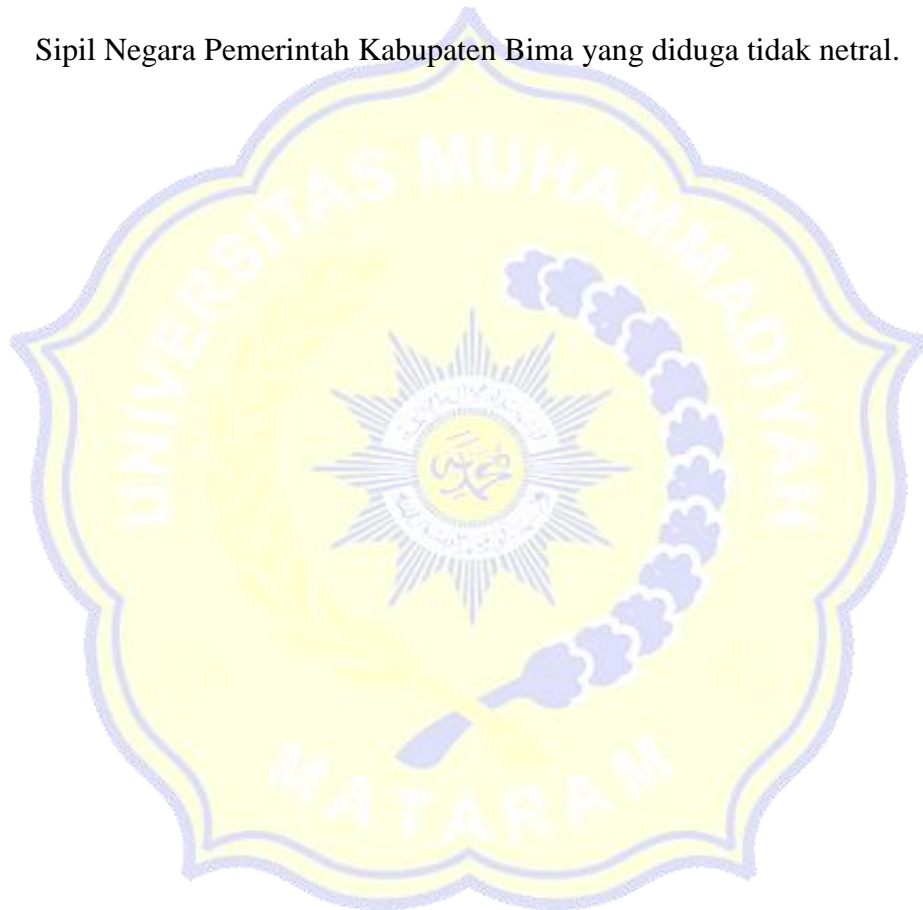 Sipil Negara Pemerintah Kabupaten Bima yang diduga tidak netral.
UNIVERSITAS MUHAMMADIYAH
MATARAM